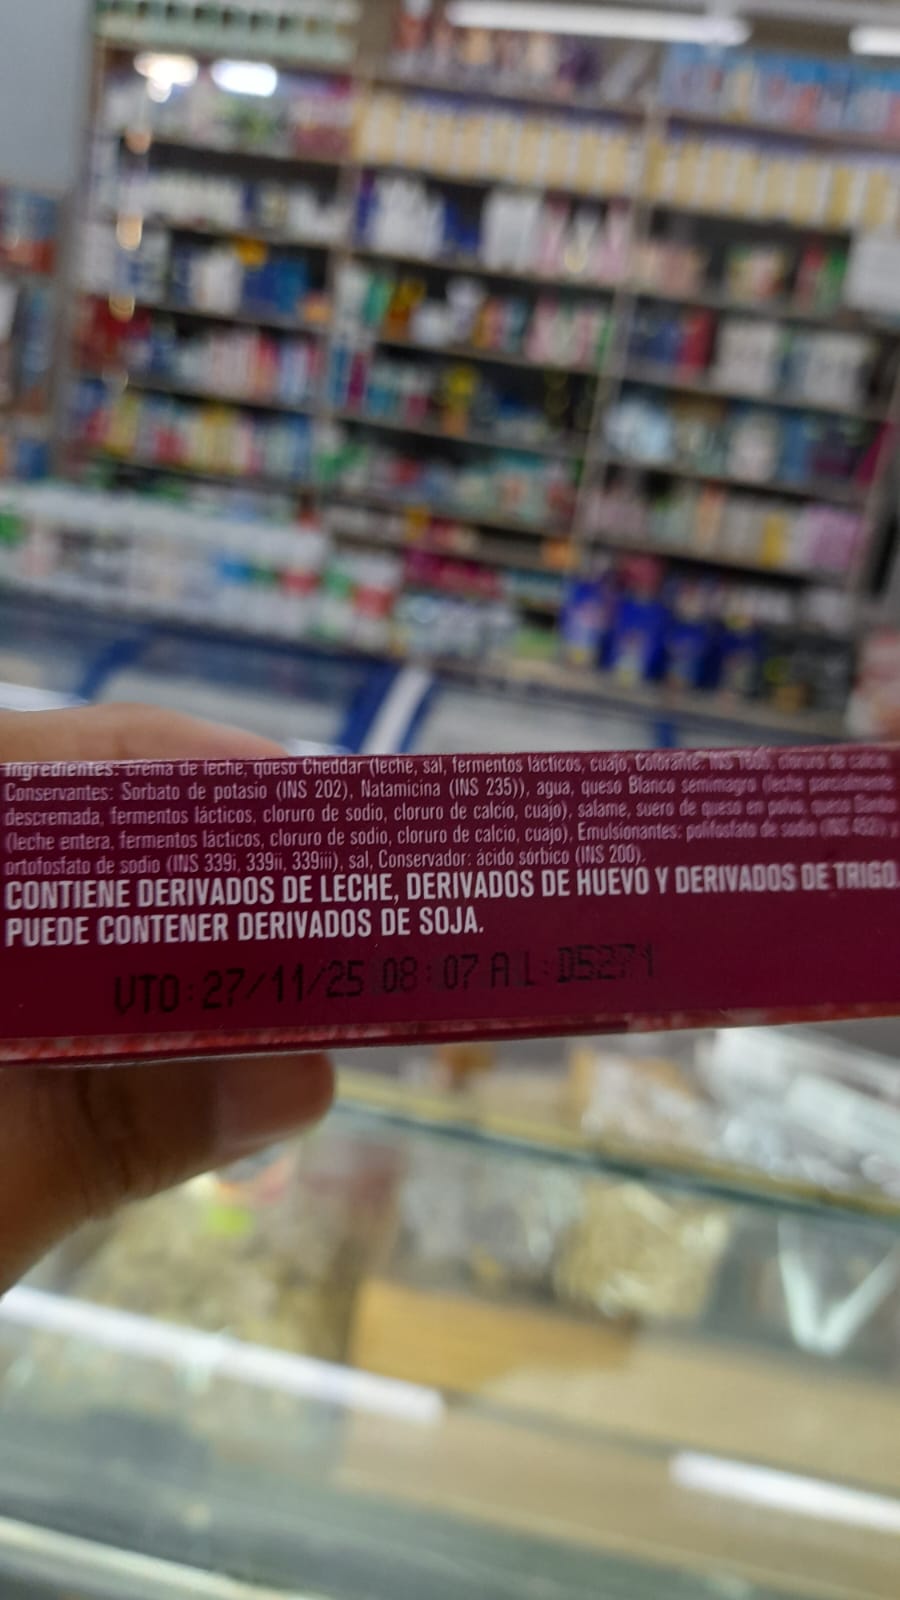 Ingredientes: crema de leche, queso Cheddar (leche, sal, fermentos lácticos, cuajo, Colorante: INS 160b, cloruro de calcio,
Conservantes: Sorbato de potasio (INS 202), Natamicina (INS 235)), agua, queso Blanco semimagro (leche parcialmente
descremada, fermentos lácticos, cloruro de sodio, cloruro de calcio, cuajo), salame, suero de queso en polvo, queso
(leche entera, fermentos lácticos, cloruro de sodio, cloruro de calcio, cuajo), Emulsionantes: polifosfato de sodio (INS 452i) y
ortofosfato de sodio (INS 339i, 339ii, 339iii), sal, Conservador: ácido sórbico (INS 200).
CONTIENE DERIVADOS DE LECHE, DERIVADOS DE HUEVO Y DERIVADOS DE TRIGO.
PUEDE CONTENER DERIVADOS DE SOJA.
VTO: 27/11/25 08:07 A L: D5271